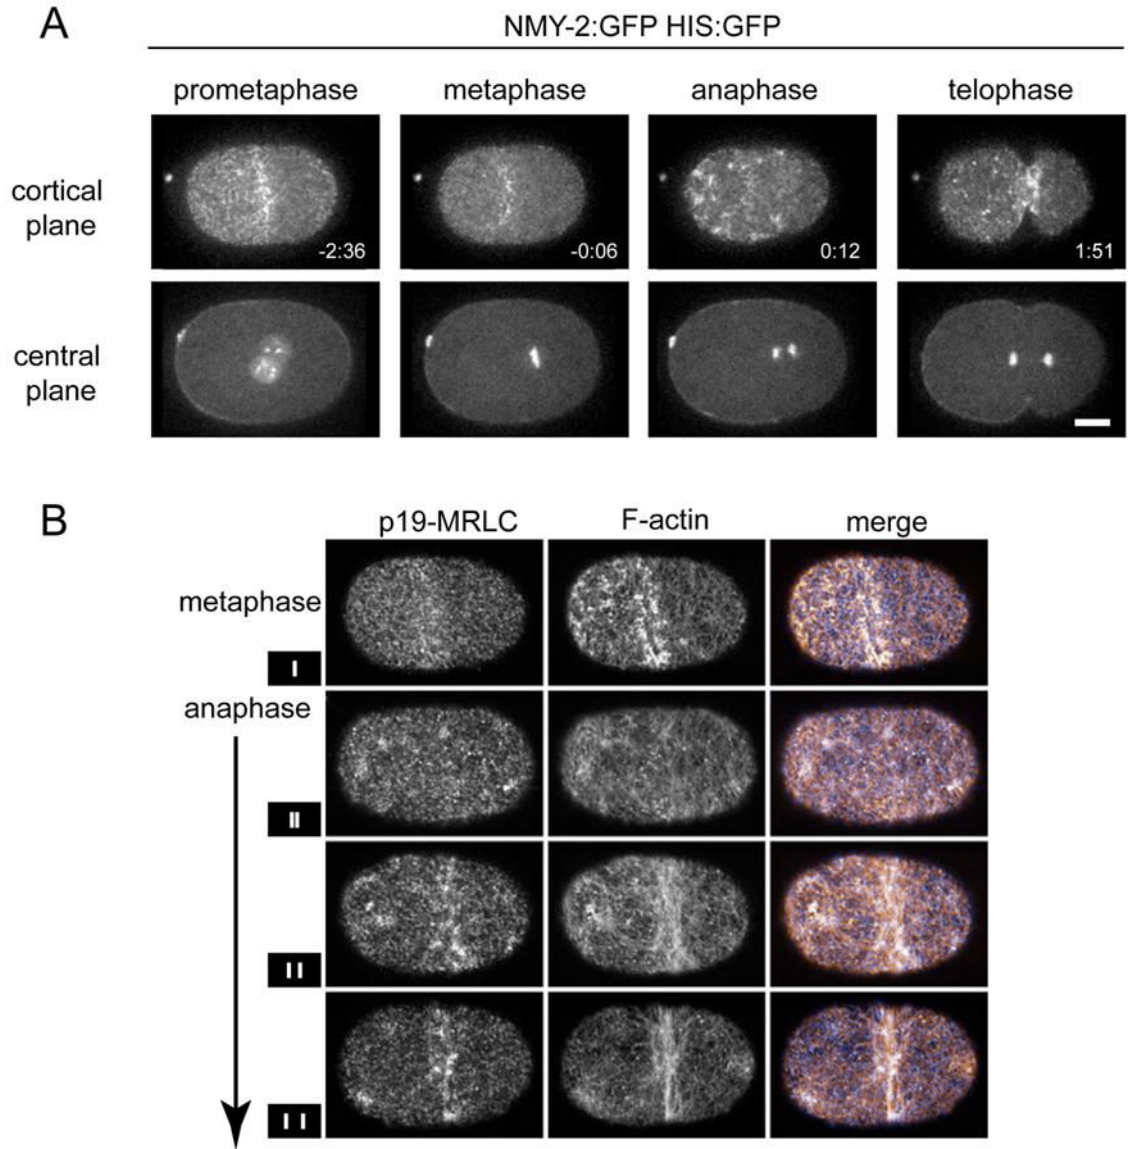 A
NMY-2:GFP HIS:GFP
prometaphase metaphase anaphase telophase
cortical
plane
-2:36 -0:06 0:12 1:51
central
plane
B
p19-MRLC F-actin merge
metaphase
anaphase